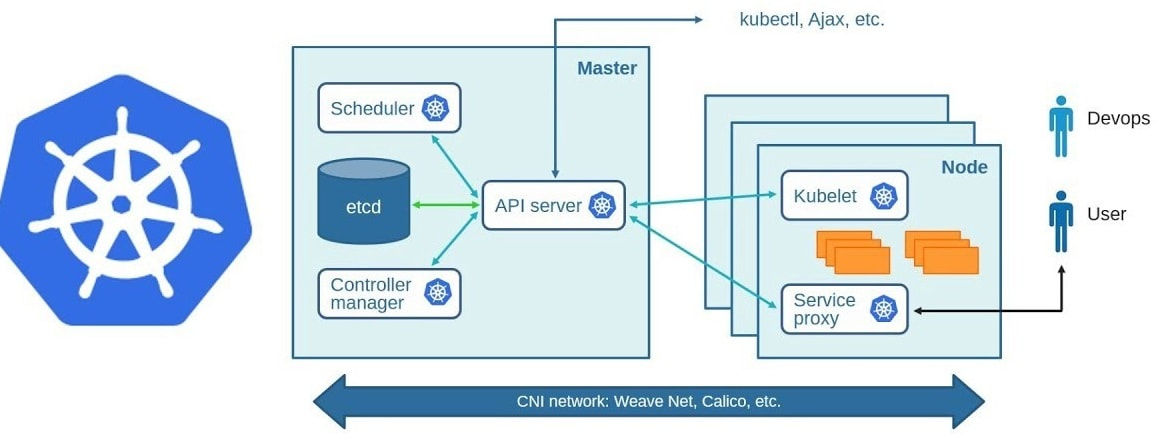 kubectl, Ajax, etc.
Master
Scheduler
etcd
API server
Controller
manager
Node
Kubelet
Service
proxy
Devops
User
CNI network: Weave Net, Calico, etc.